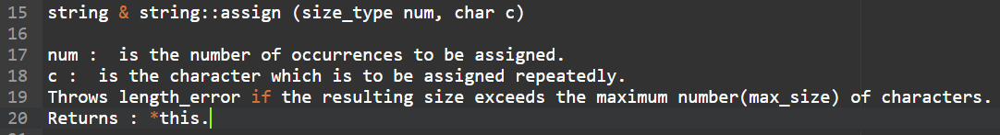 15 string & string::assign (size_type num, char c)
16
17 num :  is the number of occurrences to be assigned.
18 c :  is the character which is to be assigned repeatedly.
19 Throws length_error if the resulting size exceeds the maximum number(max_size) of characters.
20 Returns : *this.